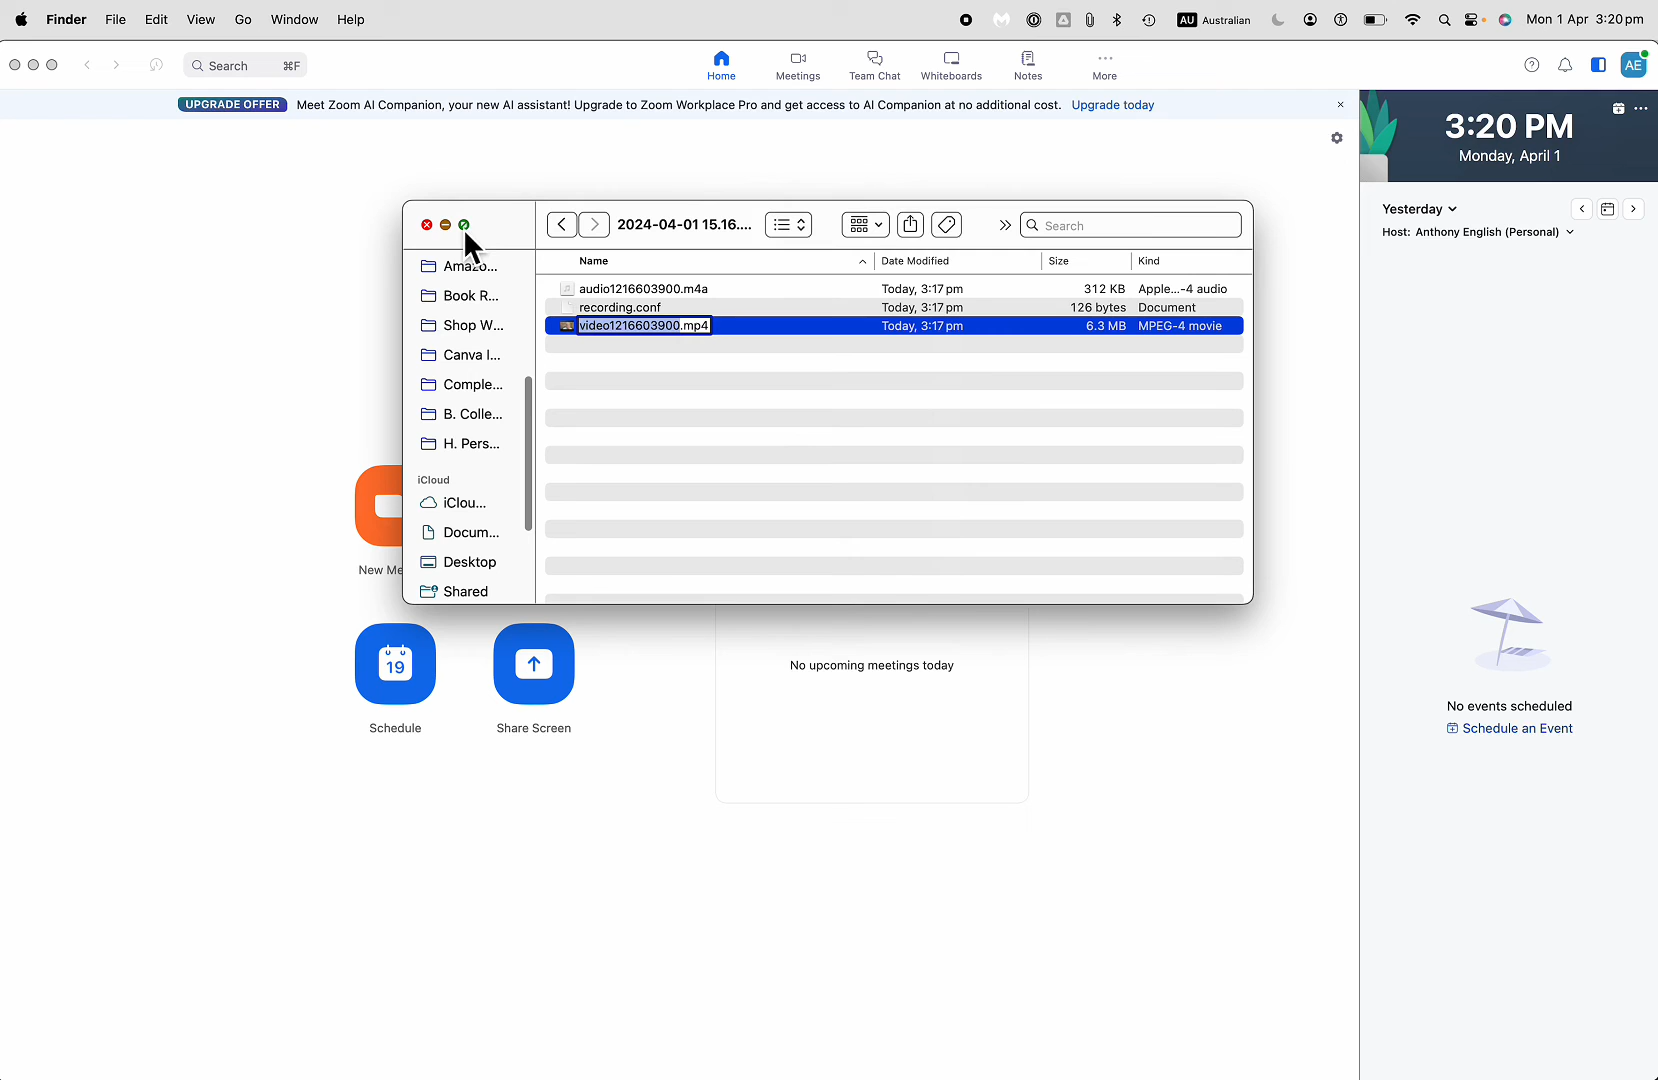 Finder File Edit View Go Window Help
AU Australian Mon 1 Apr 3:20 pm
Search ⌘F
Home Meetings Team Chat Whiteboards Notes More
AE
UPGRADE OFFER Meet Zoom AI Companion, your new AI assistant! Upgrade to Zoom Workplace Pro and get access to AI Companion at no additional cost. Upgrade today
3:20 PM
Monday, April 1
Yesterday
Host: Anthony English (Personal)
2024-04-01 15.16....
Search
Name Date Modified Size Kind
audio1216603900.m4a Today, 3:17 pm 312 KB Apple...-4 audio
recording.conf Today, 3:17 pm 126 bytes Document
video1216603900.mp4 Today, 3:17 pm 6.3 MB MPEG-4 movie
Amazo...
Book R...
Shop W...
Canva I...
Comple...
B. Colle...
H. Pers...
iCloud
iClou...
Docum...
Desktop
Shared
New Me
19
Schedule
Share Screen
No upcoming meetings today
No events scheduled
Schedule an Event